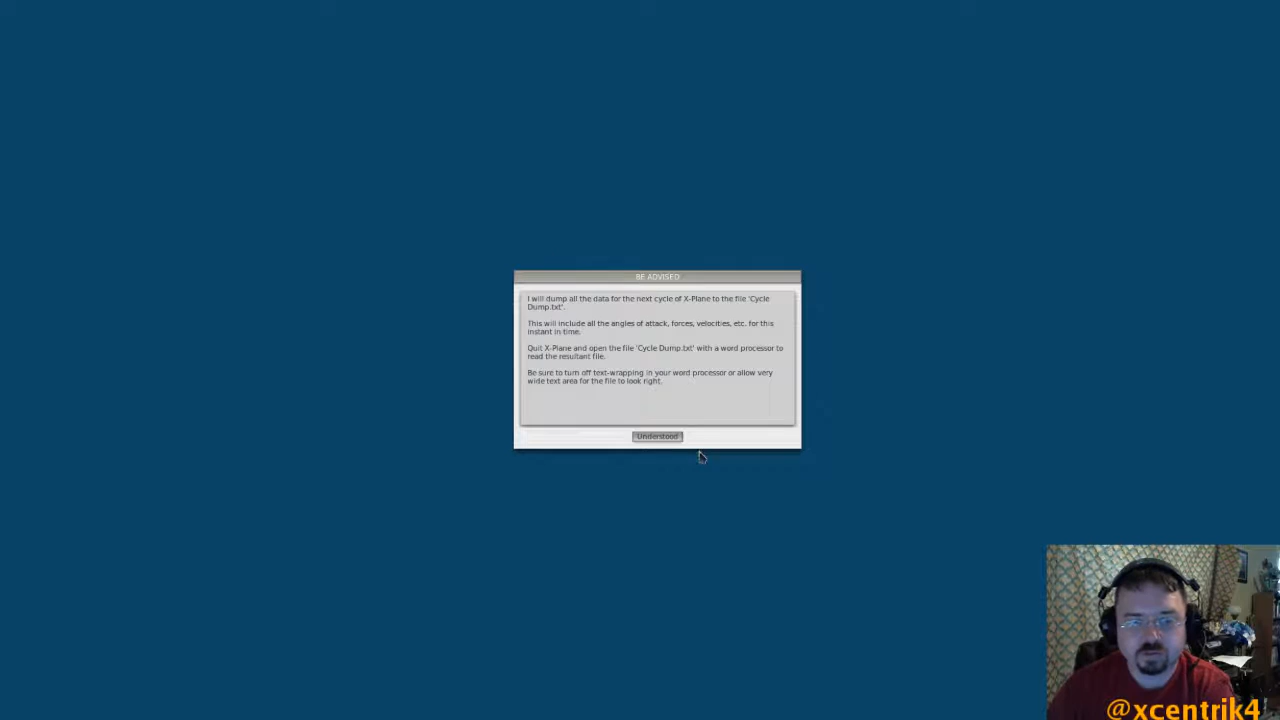 BE ADVISED
I will dump all the data for the next cycle of X-Plane to the file 'Cycle
Dump.txt'.
This will include all the angles of attack, forces, velocities, etc. for this
instant in time.
Quit X-Plane and open the file 'Cycle Dump.txt' with a word processor to
read the resultant file.
Be sure to turn off text-wrapping in your word processor or allow very
wide text area for the file to look right.
Understood
@xcentrik4